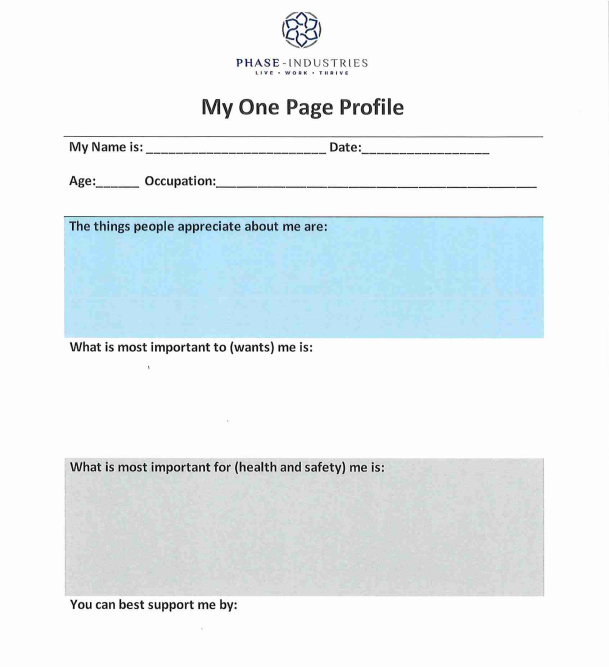 PHASE-INDUSTRIES
LIVE • WORK • THRIVE
My One Page Profile
My Name is: _________________________ Date:__________________
Age:______ Occupation:_____________________________________________
The things people appreciate about me are:
What is most important to (wants) me is:
What is most important for (health and safety) me is:
You can best support me by: